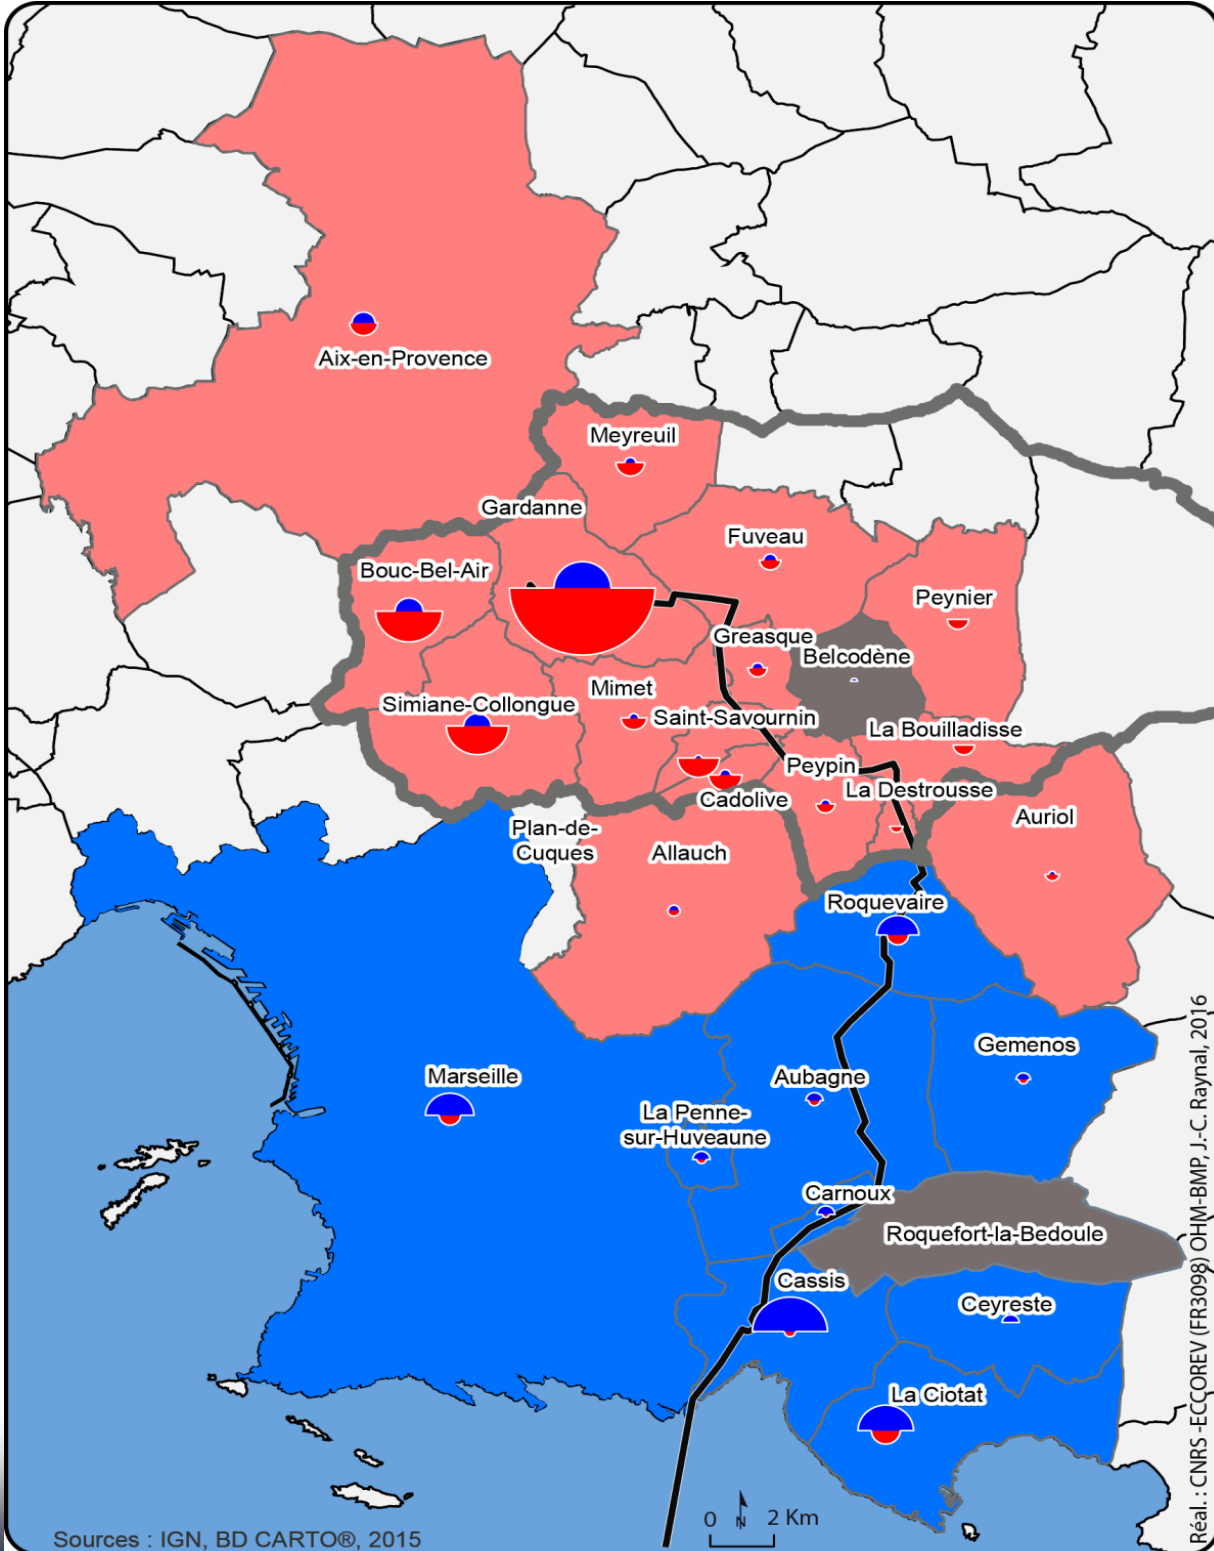 Aix-en-Provence
Meyreuil
Gardanne
Fuveau
Bouc-Bel-Air
Peynier
Greasque
Belcodène
Mimet
Simiane-Collongue
Saint-Savournin
La Bouilladisse
Peypin
La Destrousse
Cadolive
Auriol
Plan-de-
Cuques
Allauch
Roquevaire
Gemenos
Marseille
Aubagne
La Penne-
sur-Huveaune
Carnoux
Roquefort-la-Bedoule
Cassis
Ceyreste
La Ciotat
0 N 2 Km
Sources : IGN, BD CARTO®, 2015
Réal. : CNRS -ECCOREV (FR3098) OHM-BMP, J.-C. Raynal, 2016